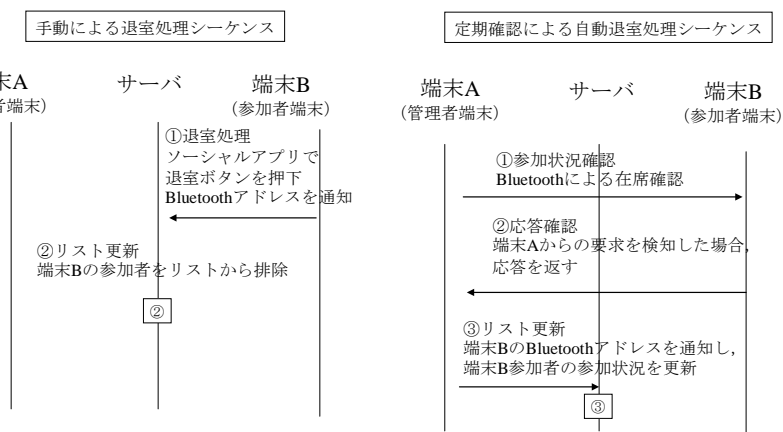 手動による退室処理シーケンス
末A
サーバ
端末B
者端末)
(参加者端末)
①退室処理
ソーシャルアプリで
退室ボタンを押下
Bluetoothアドレスを通知
②リスト更新
端末Bの参加者をリストから排除
②
定期確認による自動退室処理シーケンス
端末A
サーバ
端末B
(管理者端末)
(参加者端末)
①参加状況確認
Bluetoothによる在席確認
②応答確認
端末Aからの要求を検知した場合,
応答を返す
③リスト更新
端末BのBluetoothアドレスを通知し,
端末B参加者の参加状況を更新
③